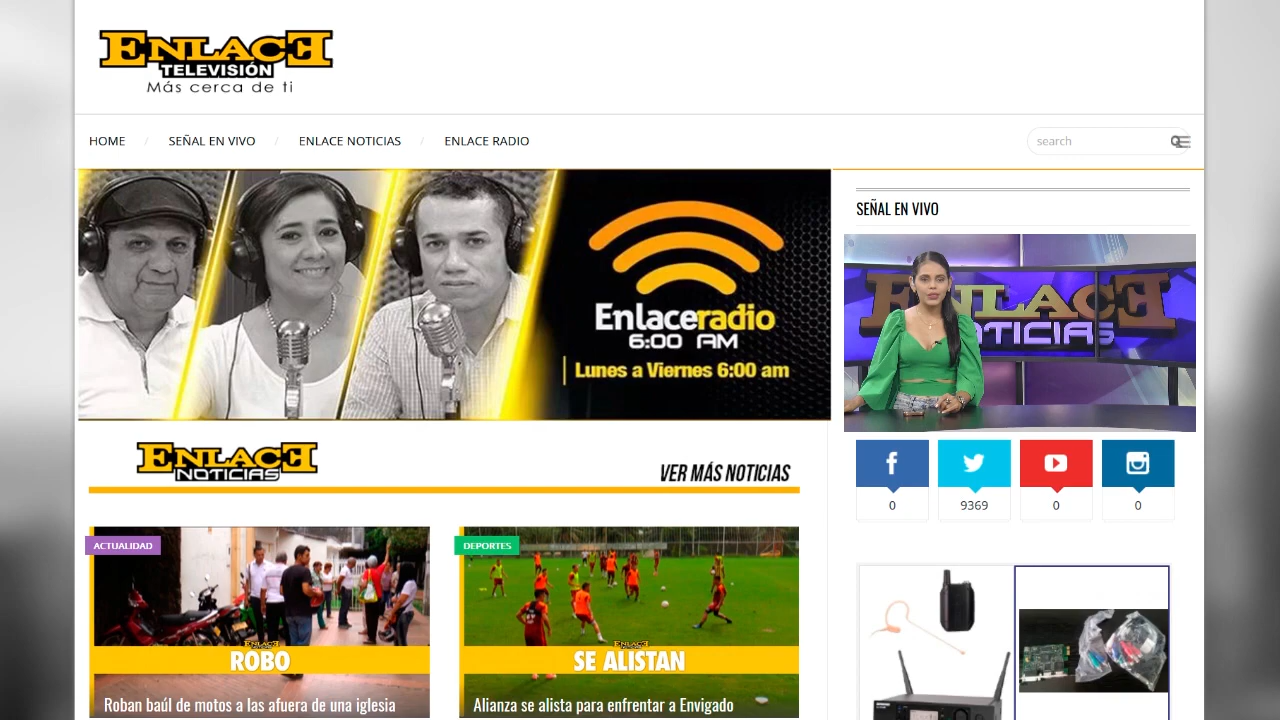 ENLACE
TELEVISIÓN
Más cerca de ti
HOME / SEÑAL EN VIVO / ENLACE NOTICIAS / ENLACE RADIO
search
Enlaceradio
6:00 AM
Lunes a Viernes 6:00 am
SEÑAL EN VIVO
ENLACE
NOTICIAS
0
9369
0
0
ENLACE
NOTICIAS
VER MÁS NOTICIAS
ACTUALIDAD
ENLACE
ROBO
Roban baúl de motos a las afuera de una iglesia
DEPORTES
ENLACE
SE ALISTAN
Alianza se alista para enfrentar a Envigado